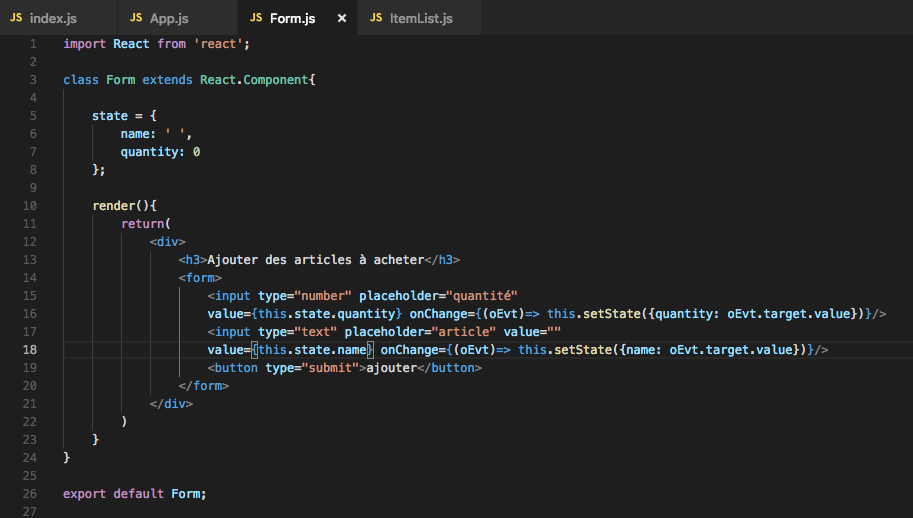 JS index.js JS App.js JS Form.js × JS ItemList.js
1 import React from 'react';
2
3 class Form extends React.Component{
4
5 state = {
6 name: ' ',
7 quantity: 0
8 };
9
10 render(){
11 return(
12 <div>
13 <h3>Ajouter des articles à acheter</h3>
14 <form>
15 <input type="number" placeholder="quantité"
16 value={this.state.quantity} onChange={(oEvt)=> this.setState({quantity: oEvt.target.value})}/>
17 <input type="text" placeholder="article" value=""
18 value={this.state.name} onChange={(oEvt)=> this.setState({name: oEvt.target.value})}/>
19 <button type="submit">ajouter</button>
20 </form>
21 </div>
22 )
23 }
24 }
25
26 export default Form;
27